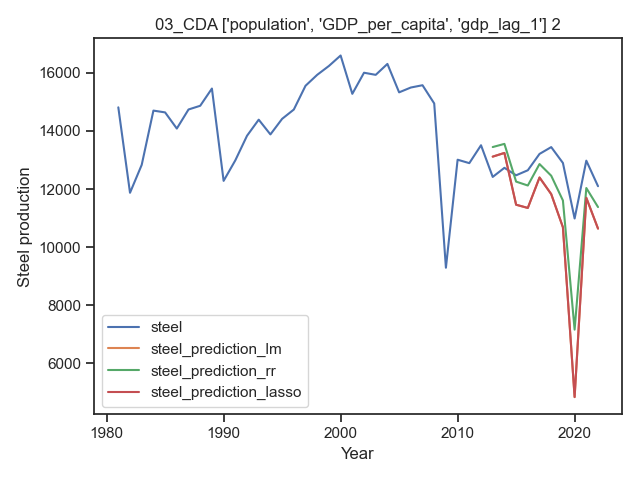 03_CDA ['population', 'GDP_per_capita', 'gdp_lag_1'] 2
16000
14000
12000
10000
8000
6000
Steel production
steel
steel_prediction_lm
steel_prediction_rr
steel_prediction_lasso
1980
1990
2000
2010
2020
Year